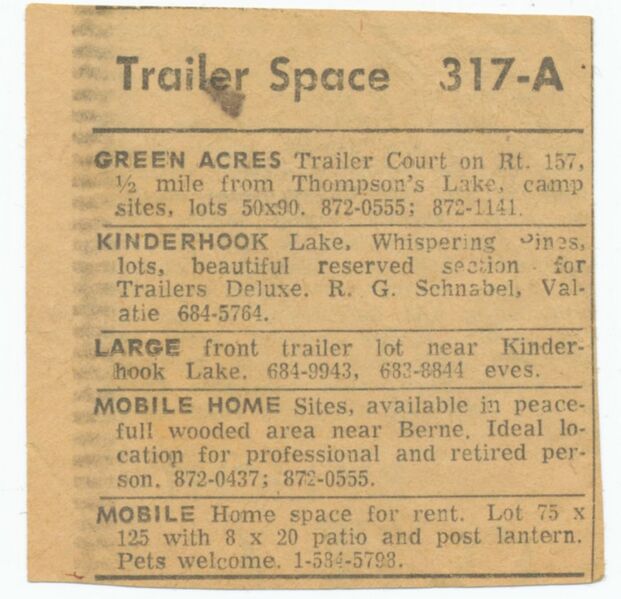 Trailer Space 317-A
GREEN ACRES Trailer Court on Rt. 157,
½ mile from Thompson's Lake, camp
sites, lots 50x90. 872-0555; 872-1141.
KINDERHOOK Lake, Whispering Pines,
lots, beautiful reserved section for
Trailers Deluxe. R. G. Schnabel, Val-
atie 684-5764.
LARGE front trailer lot near Kinder-
hook Lake. 684-9943, 683-8844 eves.
MOBILE HOME Sites, available in peace-
full wooded area near Berne. Ideal lo-
cation for professional and retired per-
son. 872-0437; 872-0555.
MOBILE Home space for rent. Lot 75 x
125 with 8 x 20 patio and post lantern.
Pets welcome.